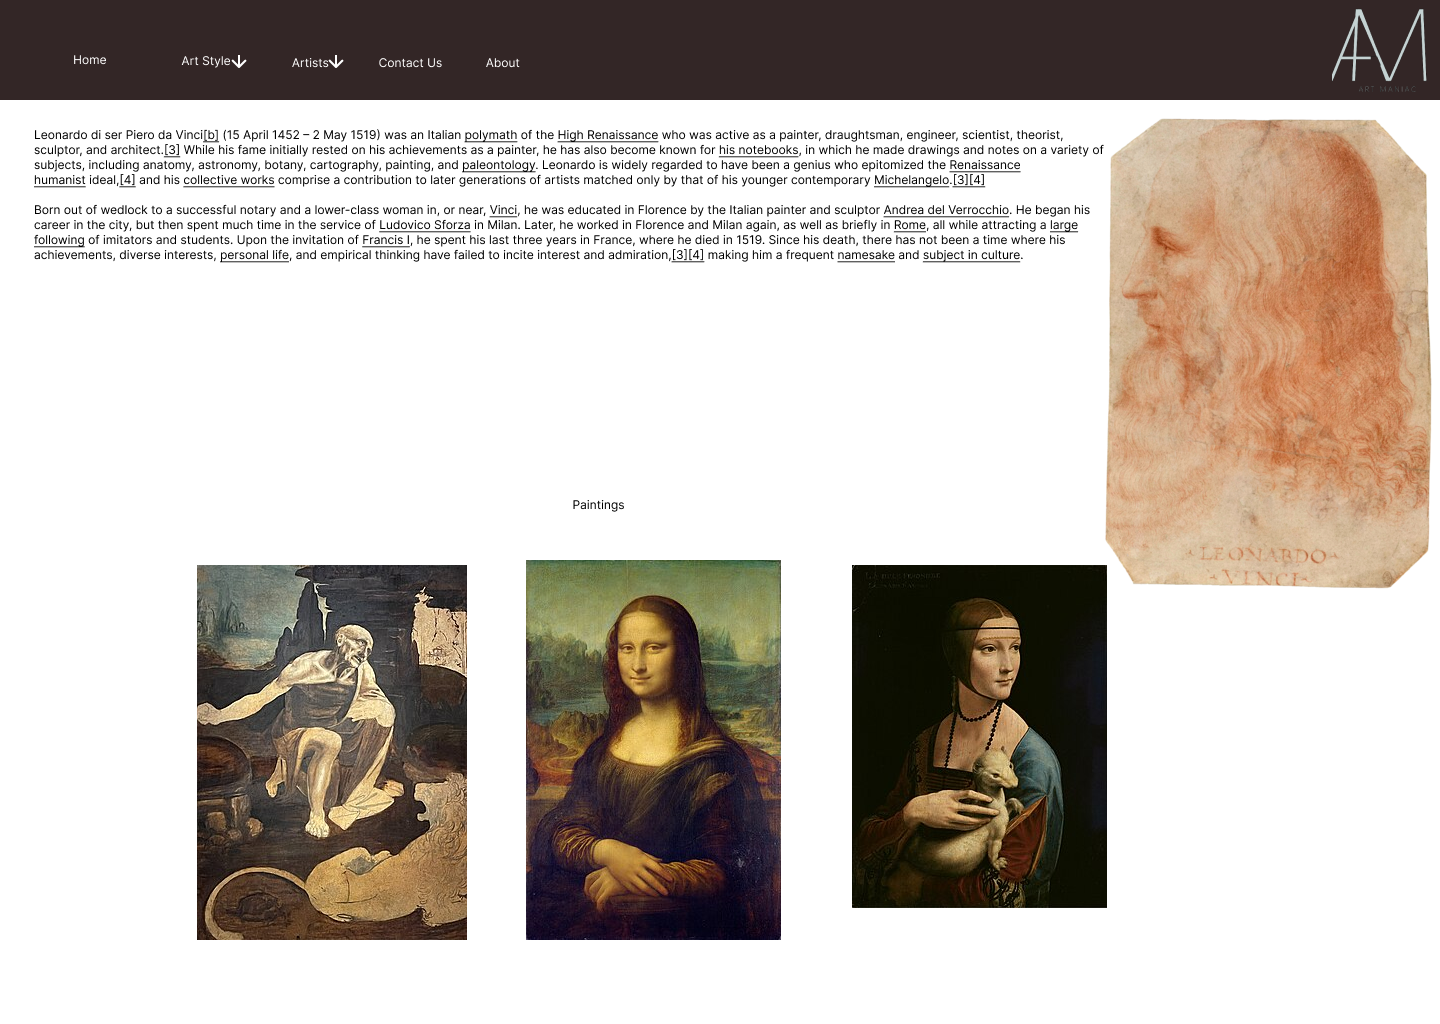 Home
Art Style
Artists
Contact Us
About
AM
ART MANIAC
Leonardo di ser Piero da Vinci[b] (15 April 1452 – 2 May 1519) was an Italian polymath of the High Renaissance who was active as a painter, draughtsman, engineer, scientist, theorist,
sculptor, and architect.[3] While his fame initially rested on his achievements as a painter, he has also become known for his notebooks, in which he made drawings and notes on a variety of
subjects, including anatomy, astronomy, botany, cartography, painting, and paleontology. Leonardo is widely regarded to have been a genius who epitomized the Renaissance
humanist ideal,[4] and his collective works comprise a contribution to later generations of artists matched only by that of his younger contemporary Michelangelo.[3][4]
Born out of wedlock to a successful notary and a lower-class woman in, or near, Vinci, he was educated in Florence by the Italian painter and sculptor Andrea del Verrocchio. He began his
career in the city, but then spent much time in the service of Ludovico Sforza in Milan. Later, he worked in Florence and Milan again, as well as briefly in Rome, all while attracting a large
following of imitators and students. Upon the invitation of Francis I, he spent his last three years in France, where he died in 1519. Since his death, there has not been a time where his
achievements, diverse interests, personal life, and empirical thinking have failed to incite interest and admiration,[3][4] making him a frequent namesake and subject in culture.
LEONARDO
VINCI
Paintings